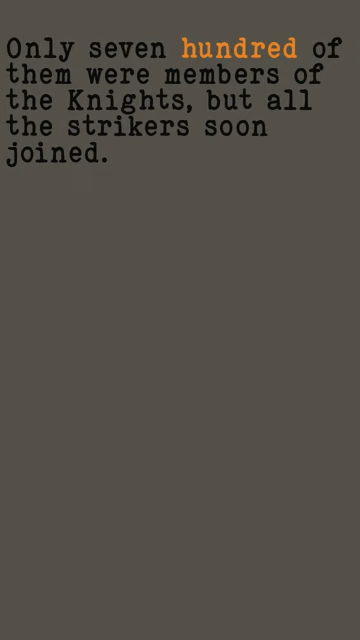 Only seven hundred of
them were members of
the Knights, but all
the strikers soon
joined.